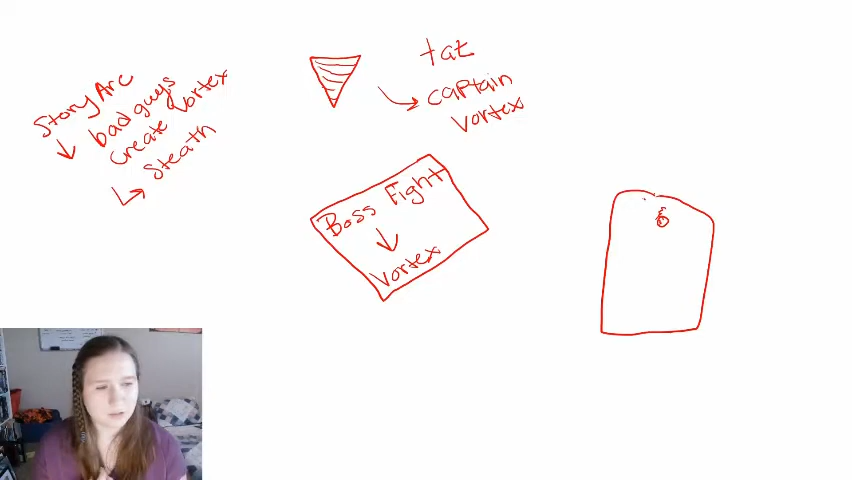 Story Arc
bad guys
create vortex
Steath
tat
captain
vortex
Boss Fight
Vortex